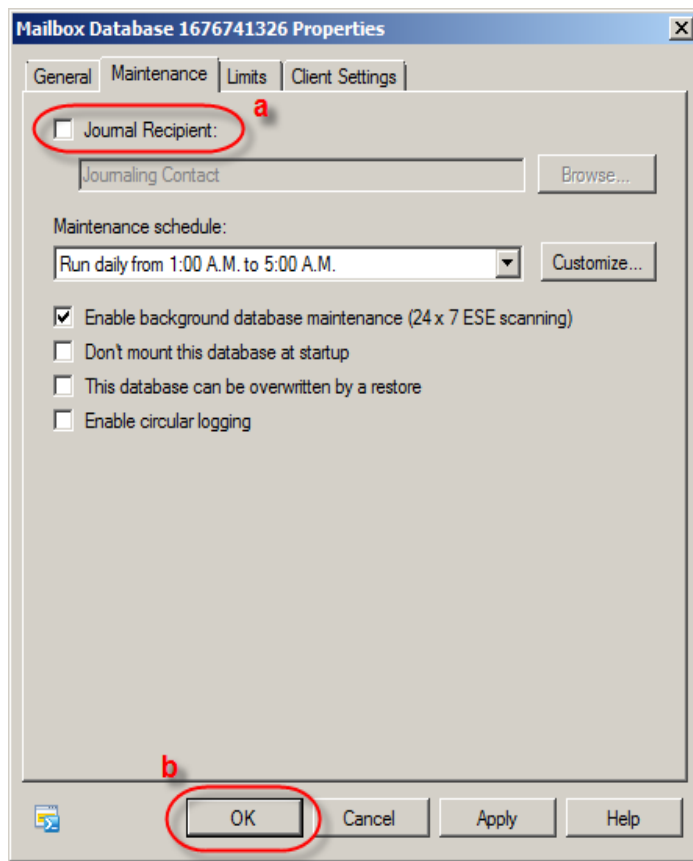 Mailbox Database 1676741326 Properties
General Maintenance Limits Client Settings
a
Journal Recipient:
Journaling Contact Browse...
Maintenance schedule:
Run daily from 1:00 A.M. to 5:00 A.M. Customize...
Enable background database maintenance (24 x 7 ESE scanning)
Don't mount this database at startup
This database can be overwritten by a restore
Enable circular logging
b
OK Cancel Apply Help